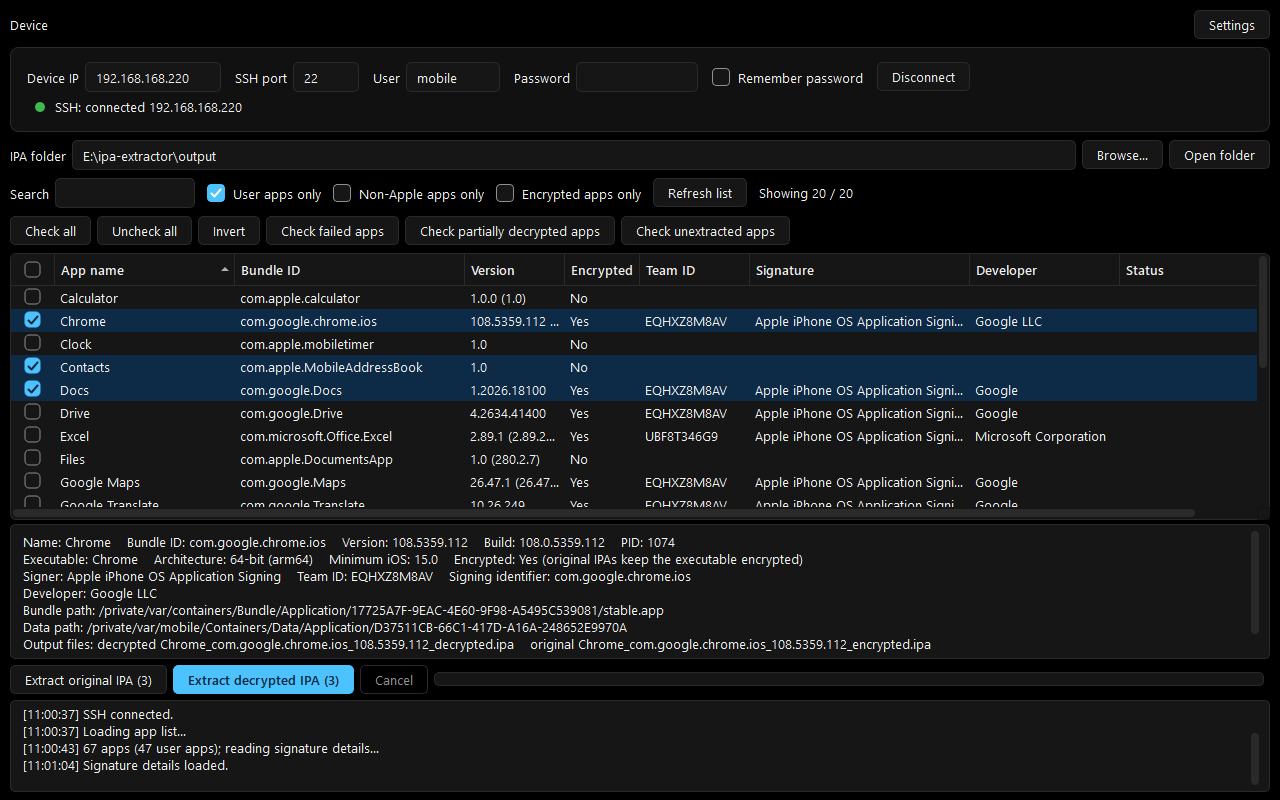 Device Settings
Device IP 192.168.168.220 SSH port 22 User mobile Password Remember password Disconnect
SSH: connected 192.168.168.220
IPA folder E:\ipa-extractor\output Browse... Open folder
Search User apps only Non-Apple apps only Encrypted apps only Refresh list Showing 20 / 20
Check all Uncheck all Invert Check failed apps Check partially decrypted apps Check unextracted apps
App name Bundle ID Version Encrypted Team ID Signature Developer Status
Calculator com.apple.calculator 1.0.0 (1.0) No
Chrome com.google.chrome.ios 108.5359.112 ... Yes EQHXZ8M8AV Apple iPhone OS Application Signi... Google LLC
Clock com.apple.mobiletimer 1.0 No
Contacts com.apple.MobileAddressBook 1.0 No
Docs com.google.Docs 1.2026.18100 Yes EQHXZ8M8AV Apple iPhone OS Application Signi... Google
Drive com.google.Drive 4.2634.41400 Yes EQHXZ8M8AV Apple iPhone OS Application Signi... Google
Excel com.microsoft.Office.Excel 2.89.1 (2.89.2... Yes UBF8T346G9 Apple iPhone OS Application Signi... Microsoft Corporation
Files com.apple.DocumentsApp 1.0 (280.2.7) No
Google Maps com.google.Maps 26.47.1 (26.47... Yes EQHXZ8M8AV Apple iPhone OS Application Signi... Google
Google Translate com.google.Translate 10.26.249 Yes EQHXZ8M8AV Apple iPhone OS Application Signi... Google
Name: Chrome Bundle ID: com.google.chrome.ios Version: 108.5359.112 Build: 108.0.5359.112 PID: 1074
Executable: Chrome Architecture: 64-bit (arm64) Minimum iOS: 15.0 Encrypted: Yes (original IPAs keep the executable encrypted)
Signer: Apple iPhone OS Application Signing Team ID: EQHXZ8M8AV Signing identifier: com.google.chrome.ios
Developer: Google LLC
Bundle path: /private/var/containers/Bundle/Application/17725A7F-9EAC-4E60-9F98-A5495C539081/stable.app
Data path: /private/var/mobile/Containers/Data/Application/D37511CB-66C1-417D-A16A-248652E9970A
Output files: decrypted Chrome_com.google.chrome.ios_108.5359.112_decrypted.ipa original Chrome_com.google.chrome.ios_108.5359.112_encrypted.ipa
Extract original IPA (3) Extract decrypted IPA (3) Cancel
[11:00:37] SSH connected.
[11:00:37] Loading app list...
[11:00:43] 67 apps (47 user apps); reading signature details...
[11:01:04] Signature details loaded.